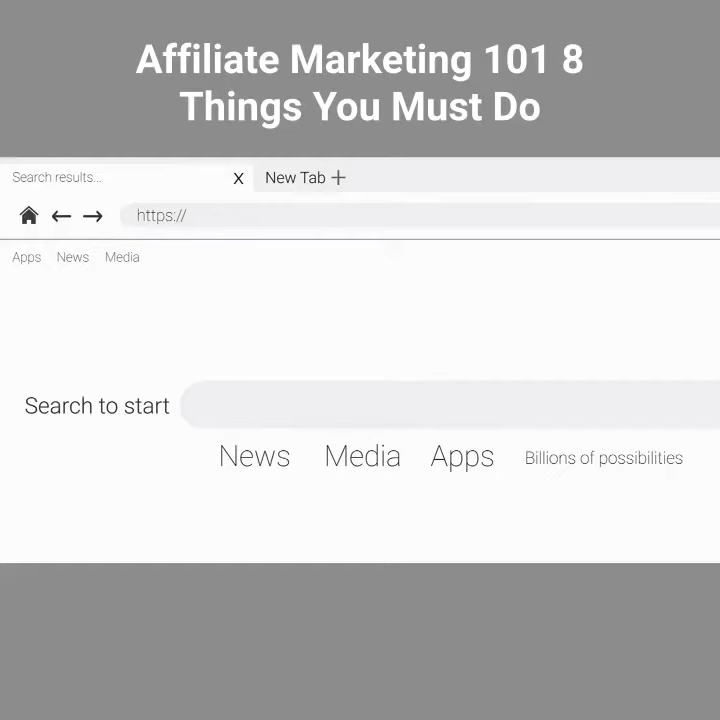 Affiliate Marketing 101 8
Things You Must Do
Search results...
X
New Tab +
https://
Apps News Media
Search to start
News Media Apps Billions of possibilities